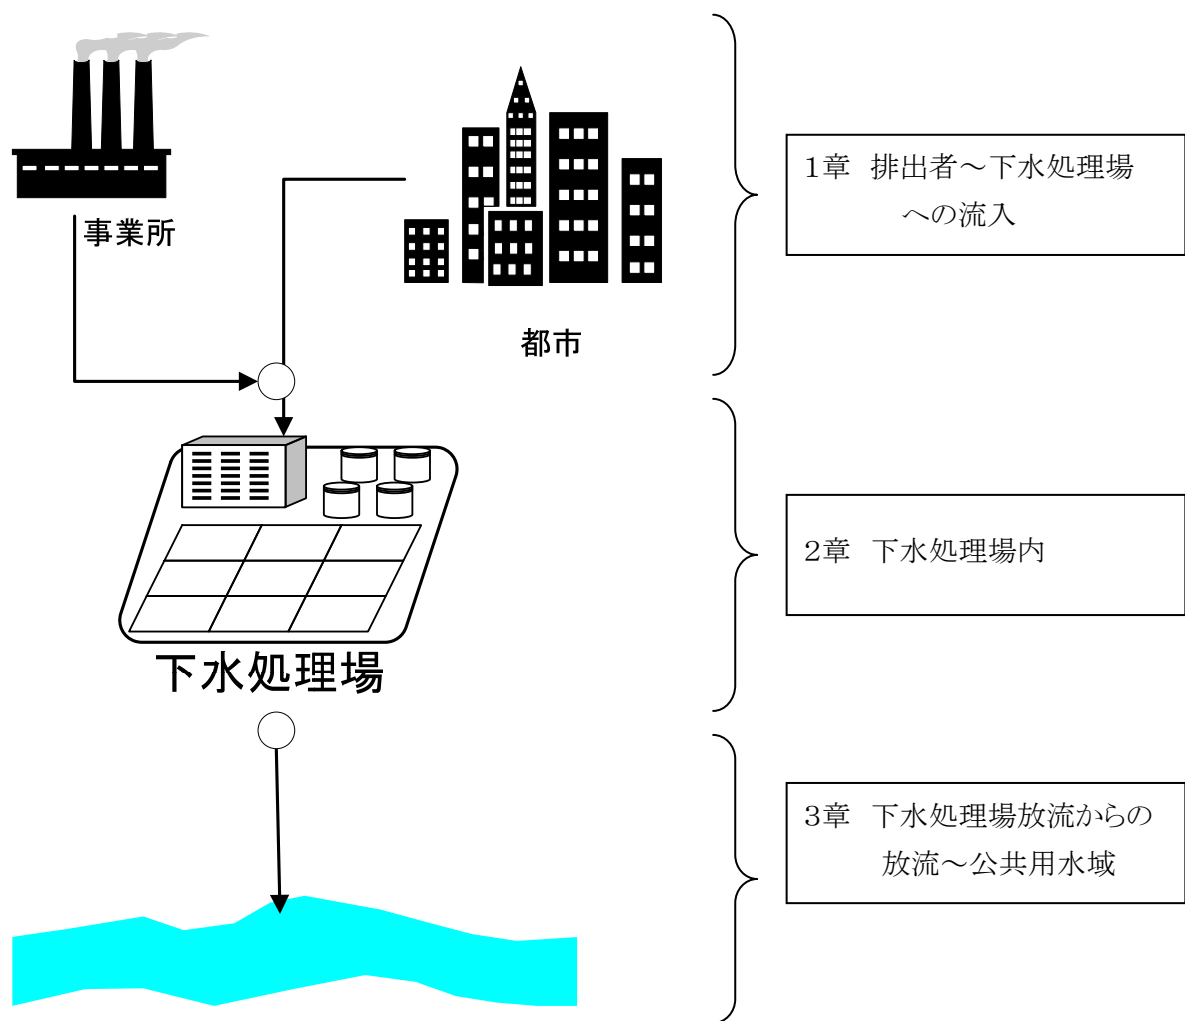 事業所
都市
1章 排出者～下水処理場
への流入
2章 下水処理場内
下水処理場
3章 下水処理場放流からの
放流～公共用水域